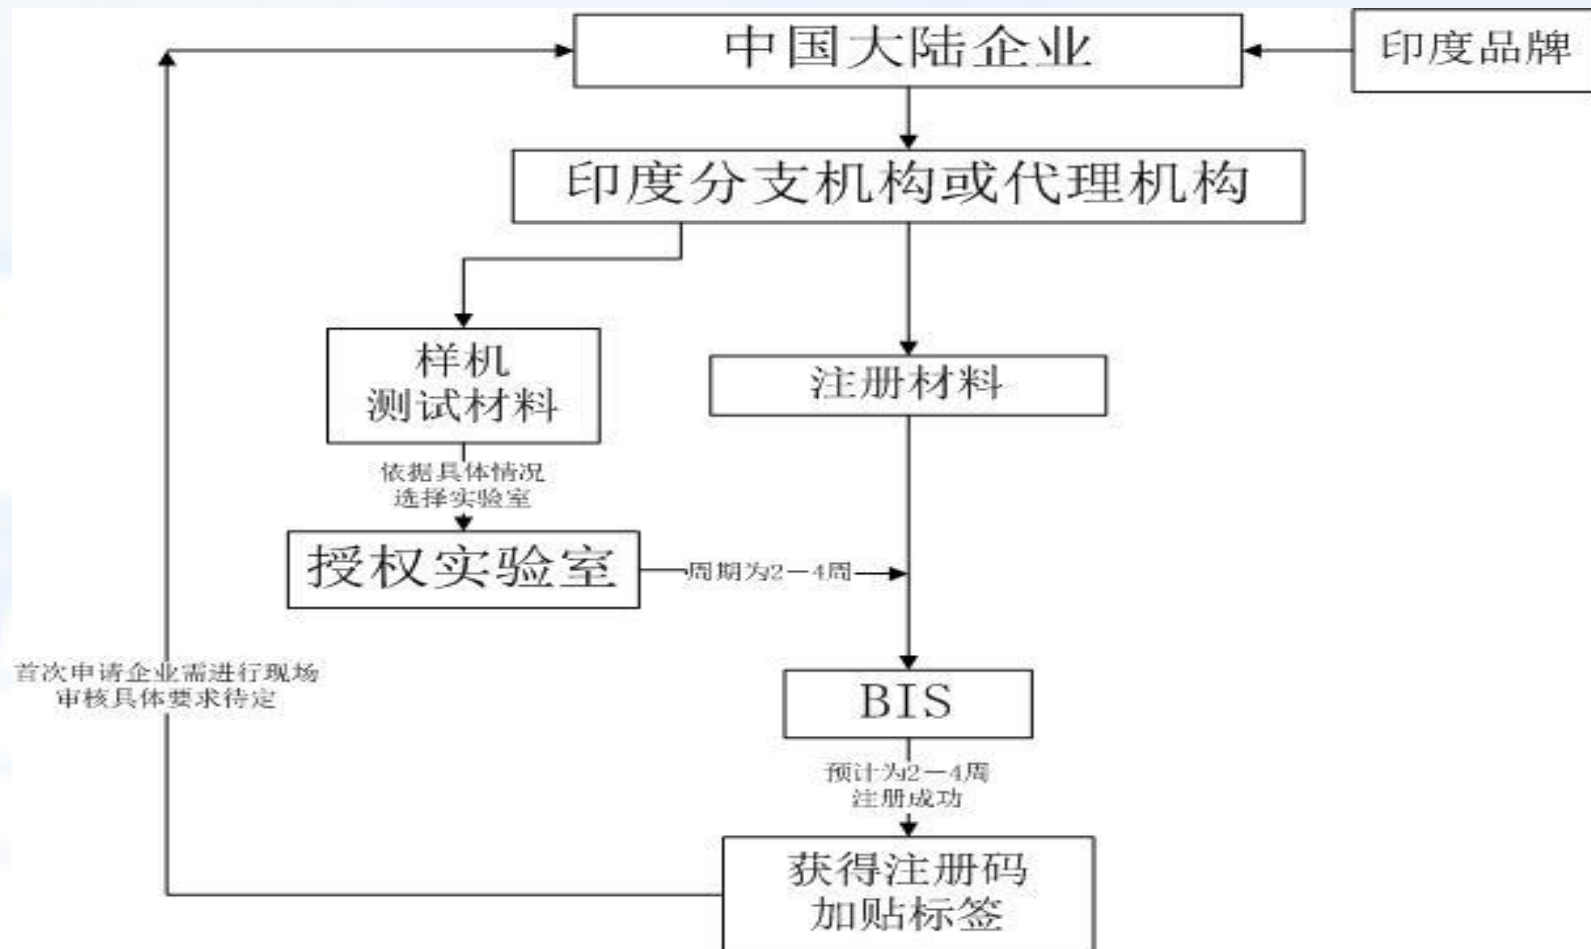 中国大陆企业
印度品牌
印度分支机构或代理机构
样机
测试材料
注册材料
依据具体情况
选择实验室
授权实验室
周期为2－4周
首次申请企业需进行现场
审核具体要求待定
BIS
预计为2－4周
注册成功
获得注册码
加贴标签